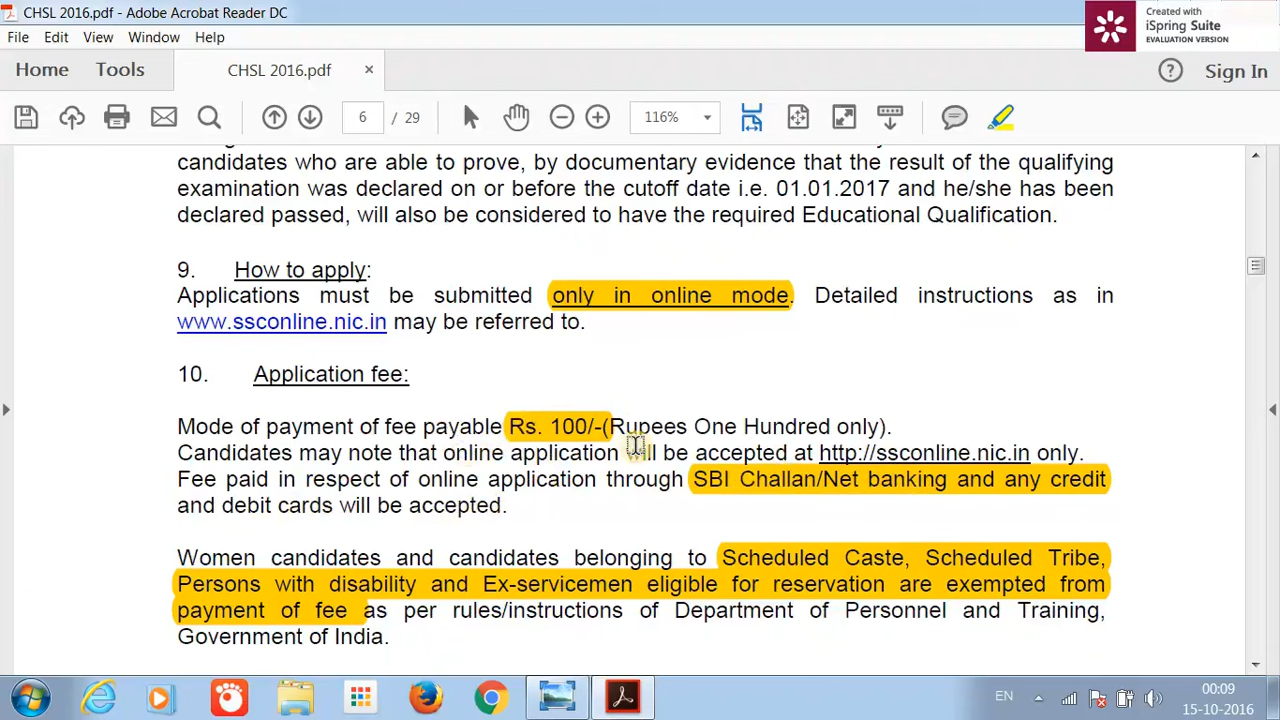 CHSL 2016.pdf - Adobe Acrobat Reader DC
Created with
iSpring Suite
EVALUATION VERSION
File Edit View Window Help
Home Tools CHSL 2016.pdf × ? Sign In
6 / 29 116%
candidates who are able to prove, by documentary evidence that the result of the qualifying
examination was declared on or before the cutoff date i.e. 01.01.2017 and he/she has been
declared passed, will also be considered to have the required Educational Qualification.
9. How to apply:
Applications must be submitted only in online mode. Detailed instructions as in
www.ssconline.nic.in may be referred to.
10. Application fee:
Mode of payment of fee payable Rs. 100/-(Rupees One Hundred only).
Candidates may note that online application will be accepted at http://ssconline.nic.in only.
Fee paid in respect of online application through SBI Challan/Net banking and any credit
and debit cards will be accepted.
Women candidates and candidates belonging to Scheduled Caste, Scheduled Tribe,
Persons with disability and Ex-servicemen eligible for reservation are exempted from
payment of fee as per rules/instructions of Department of Personnel and Training,
Government of India.
EN 00:09
15-10-2016